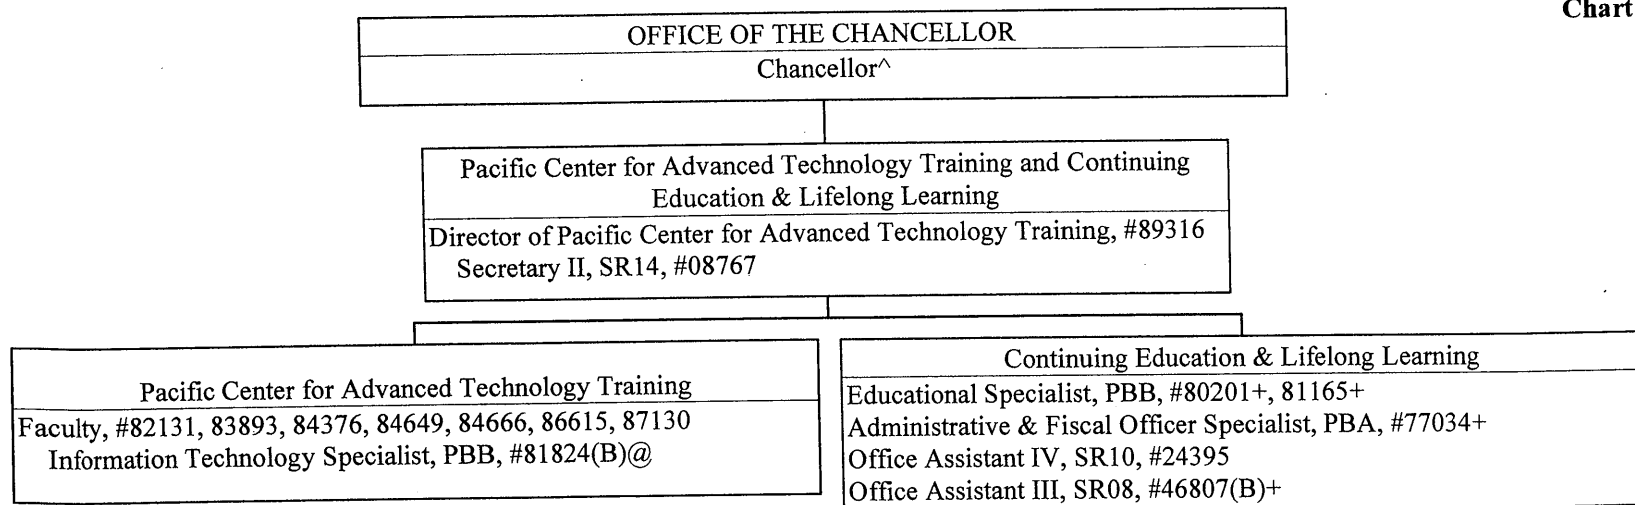 Chart
OFFICE OF THE CHANCELLOR
Chancellor^
Pacific Center for Advanced Technology Training and Continuing
Education & Lifelong Learning
Director of Pacific Center for Advanced Technology Training, #89316
Secretary II, SR14, #08767
Pacific Center for Advanced Technology Training
Faculty, #82131, 83893, 84376, 84649, 84666, 86615, 87130
Information Technology Specialist, PBB, #81824(B)@
Continuing Education & Lifelong Learning
Educational Specialist, PBB, #80201+, 81165+
Administrative & Fiscal Officer Specialist, PBA, #77034+
Office Assistant IV, SR10, #24395
Office Assistant III, SR08, #46807(B)+